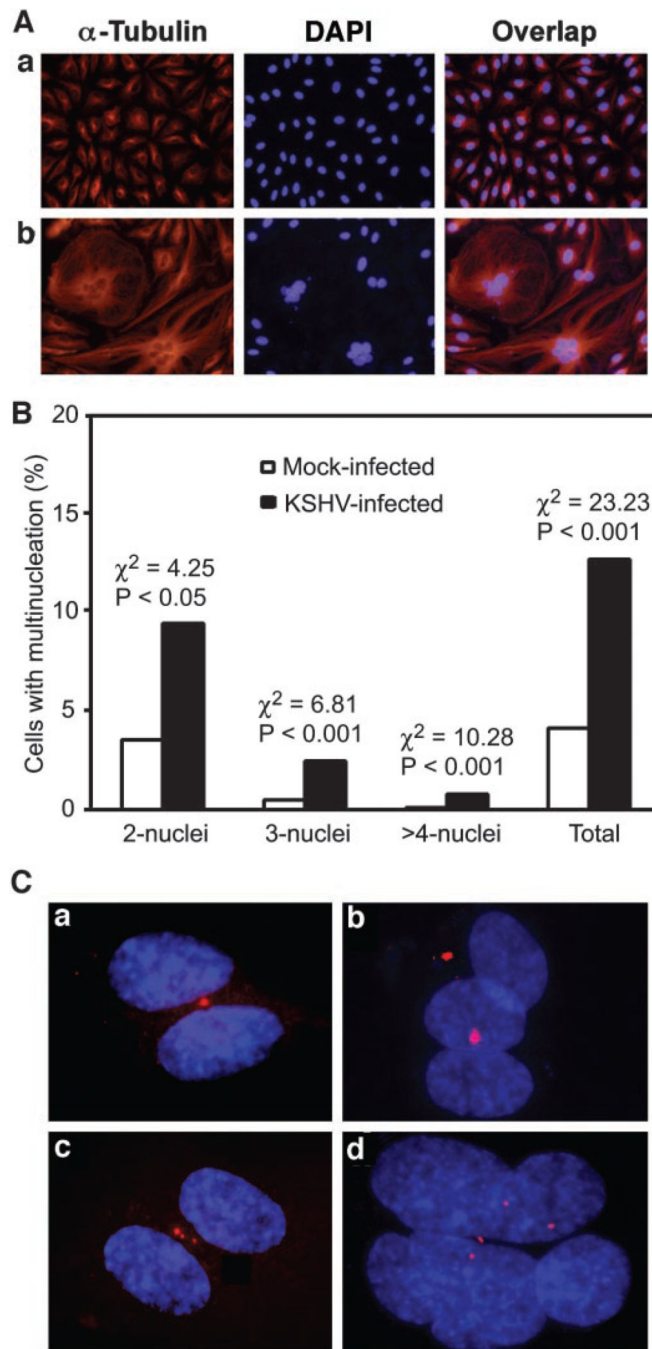 A
α-Tubulin DAPI Overlap
a
b
B
20
15
10
5
0
Cells with multinucleation (%)
Mock-infected
KSHV-infected
χ² = 4.25
P < 0.05
χ² = 6.81
P < 0.001
χ² = 10.28
P < 0.001
χ² = 23.23
P < 0.001
2-nuclei 3-nuclei >4-nuclei Total
C
a
b
c
d